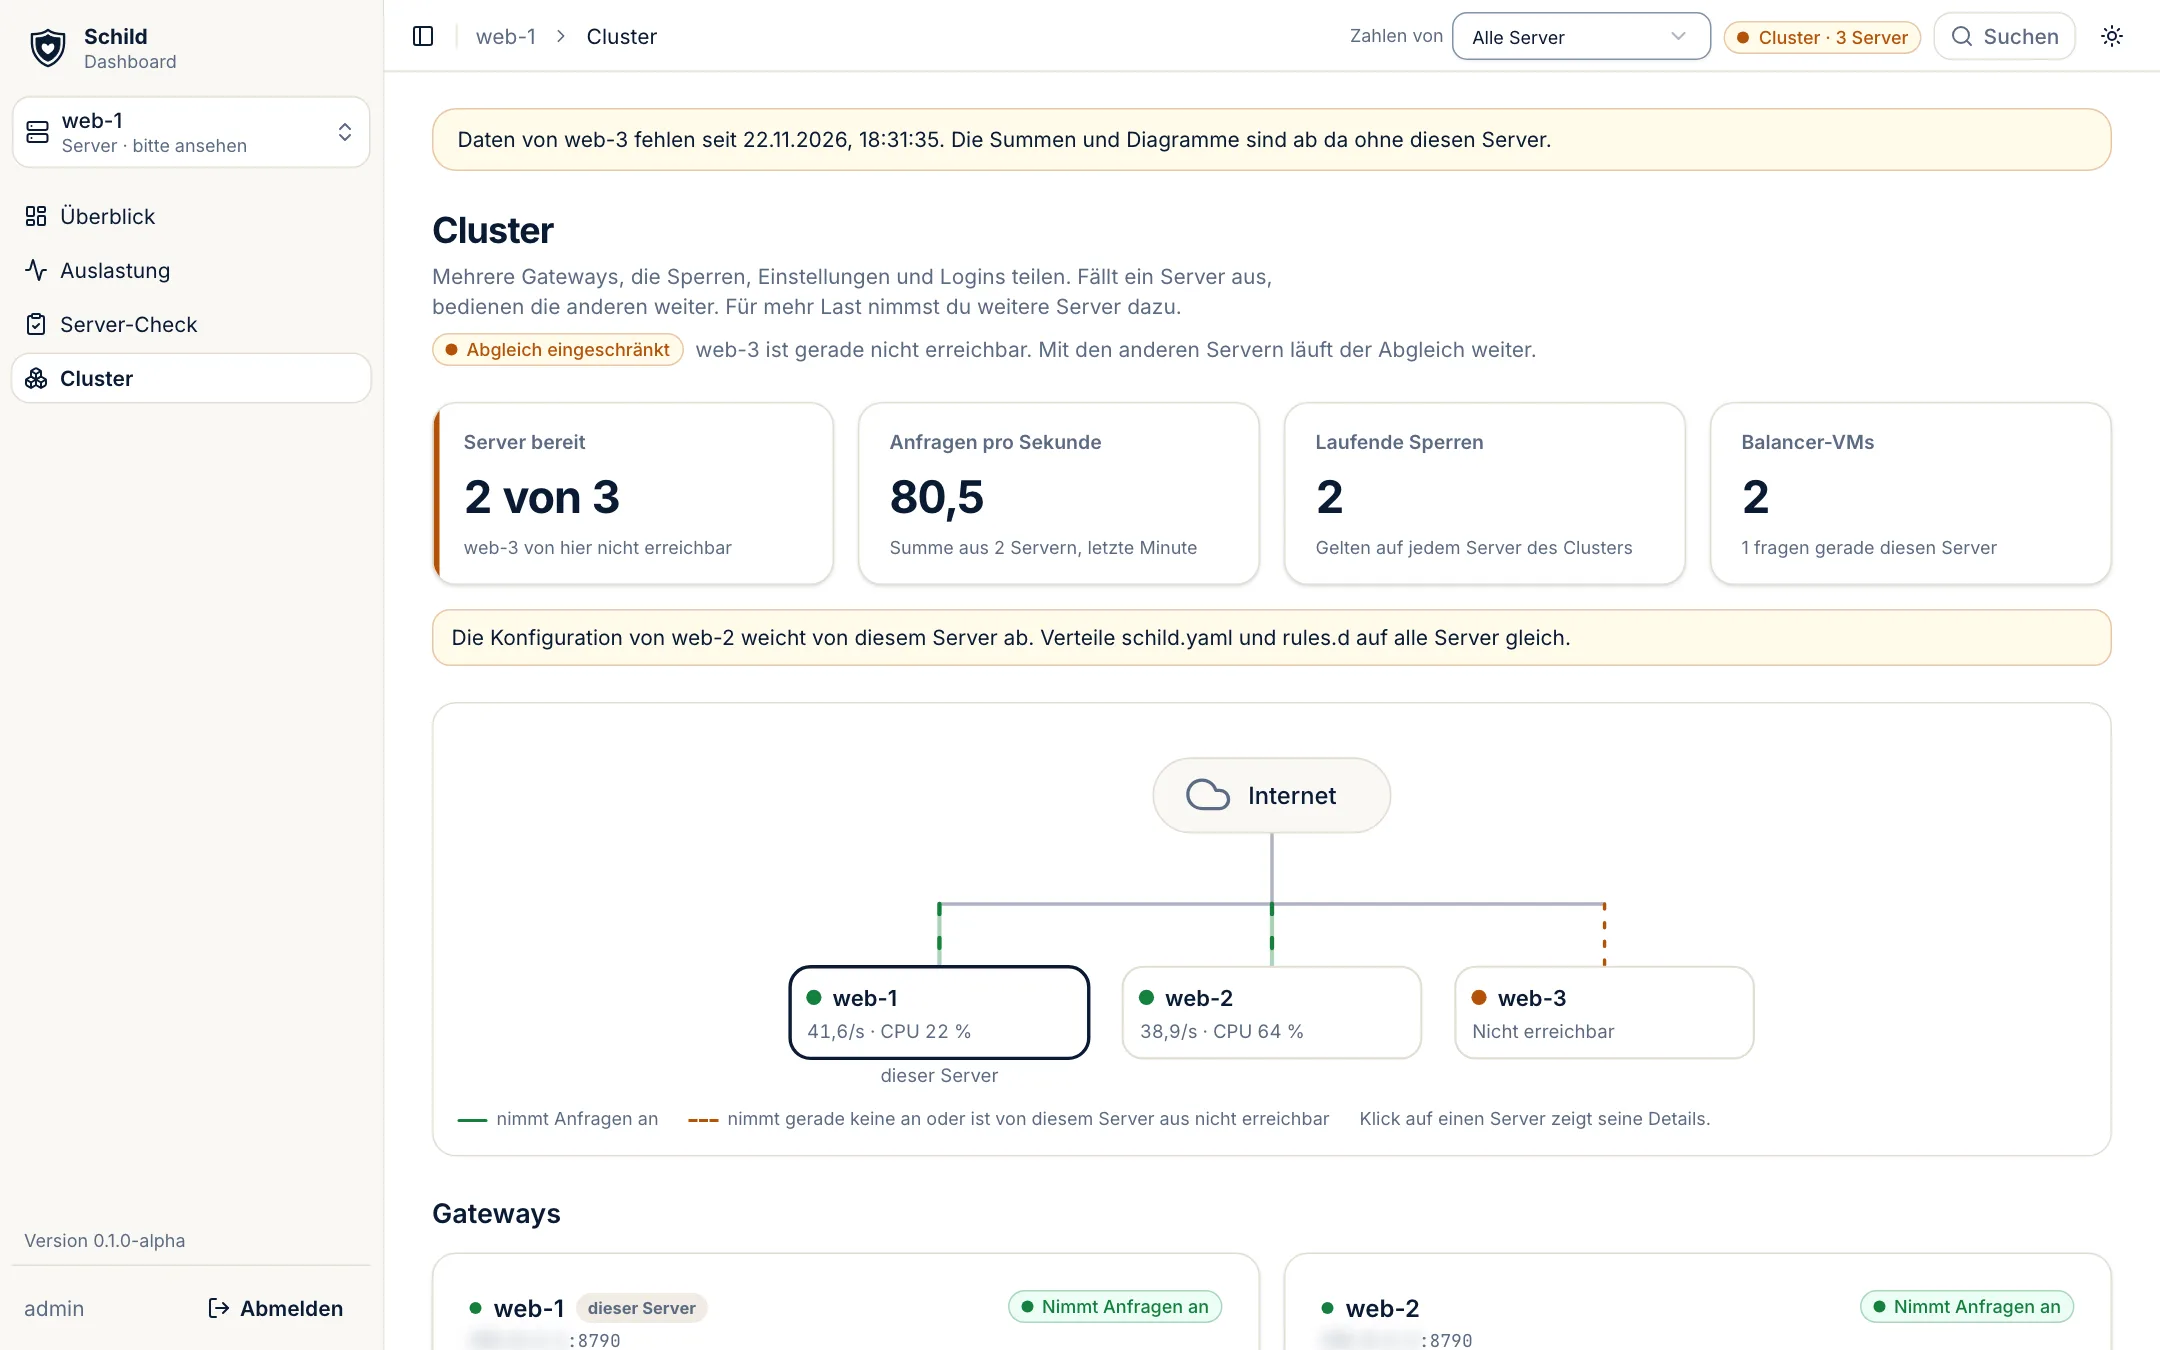 Schild
Dashboard
web-1
Server · bitte ansehen
Überblick
Auslastung
Server-Check
Cluster
Version 0.1.0-alpha
admin
Abmelden
web-1 > Cluster
Zahlen von
Alle Server
Cluster · 3 Server
Suchen
Daten von web-3 fehlen seit 22.11.2026, 18:31:35. Die Summen und Diagramme sind ab da ohne diesen Server.
Cluster
Mehrere Gateways, die Sperren, Einstellungen und Logins teilen. Fällt ein Server aus,
bedienen die anderen weiter. Für mehr Last nimmst du weitere Server dazu.
Abgleich eingeschränkt
web-3 ist gerade nicht erreichbar. Mit den anderen Servern läuft der Abgleich weiter.
Server bereit
2 von 3
web-3 von hier nicht erreichbar
Anfragen pro Sekunde
80,5
Summe aus 2 Servern, letzte Minute
Laufende Sperren
2
Gelten auf jedem Server des Clusters
Balancer-VMs
2
1 fragen gerade diesen Server
Die Konfiguration von web-2 weicht von diesem Server ab. Verteile schild.yaml und rules.d auf alle Server gleich.
Internet
web-1
41,6/s · CPU 22 %
dieser Server
web-2
38,9/s · CPU 64 %
web-3
Nicht erreichbar
nimmt Anfragen an
nimmt gerade keine an oder ist von diesem Server aus nicht erreichbar
Klick auf einen Server zeigt seine Details.
Gateways
web-1
dieser Server
Nimmt Anfragen an
:8790
web-2
Nimmt Anfragen an
:8790